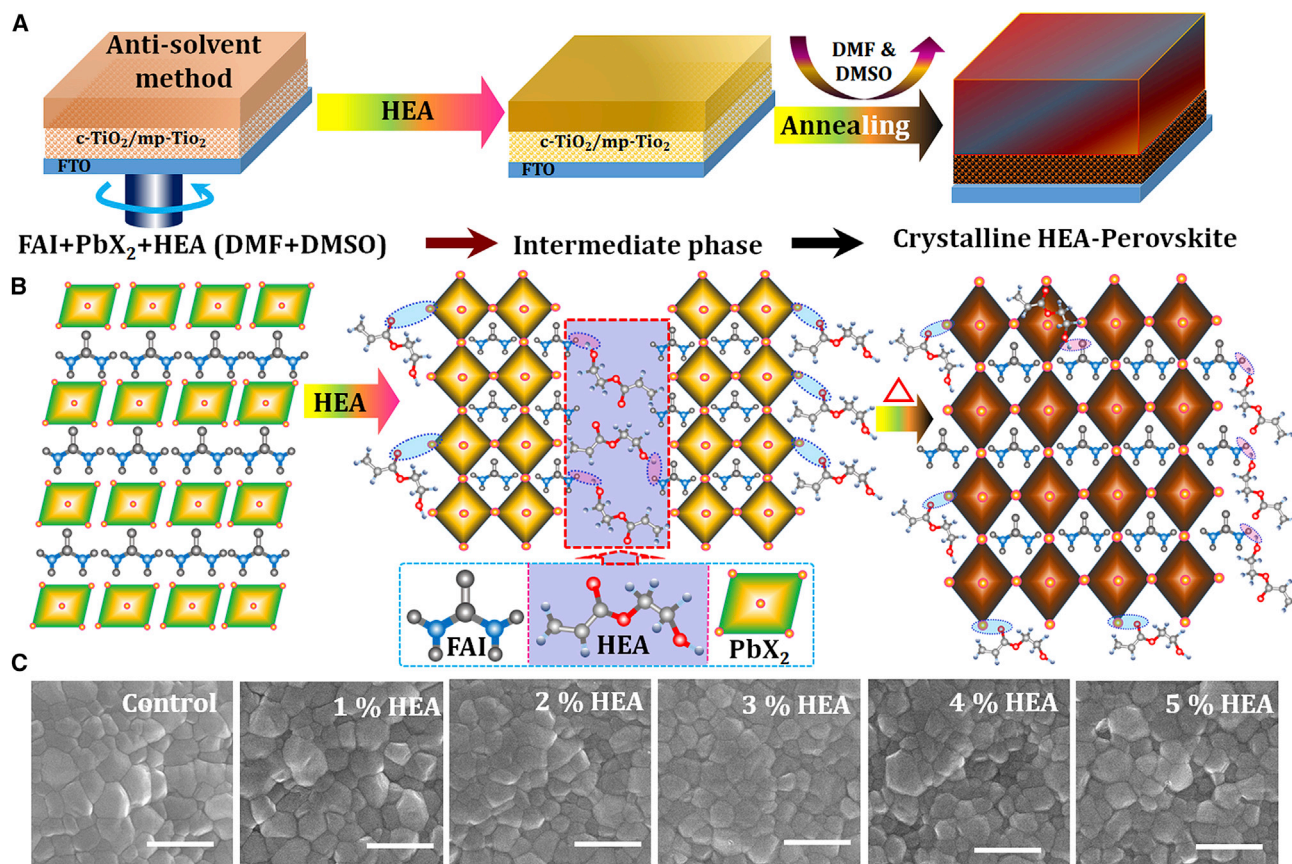 A
Anti-solvent
method
c-TiO₂/mp-Tio₂
FTO
HEA
c-TiO₂/mp-Tio₂
FTO
DMF &
DMSO
Annealing
FAI+PbX₂+HEA (DMF+DMSO)
Intermediate phase
Crystalline HEA-Perovskite
B
HEA
△
FAI
HEA
PbX₂
C
Control
1 % HEA
2 % HEA
3 % HEA
4 % HEA
5 % HEA